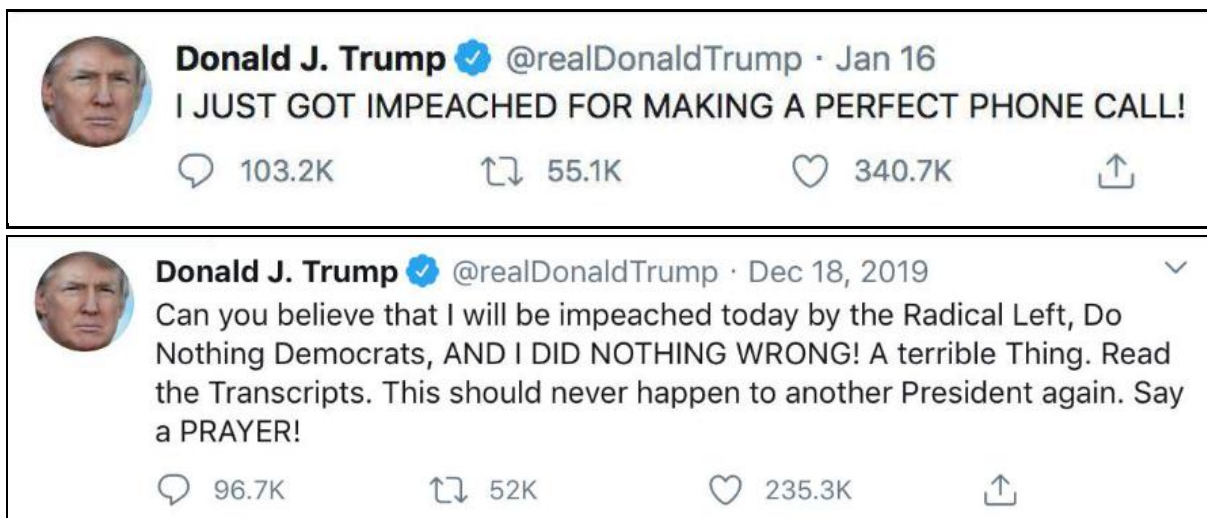 Donald J. Trump @realDonaldTrump · Jan 16
I JUST GOT IMPEACHED FOR MAKING A PERFECT PHONE CALL!
103.2K 55.1K 340.7K
Donald J. Trump @realDonaldTrump · Dec 18, 2019
Can you believe that I will be impeached today by the Radical Left, Do
Nothing Democrats, AND I DID NOTHING WRONG! A terrible Thing. Read
the Transcripts. This should never happen to another President again. Say
a PRAYER!
96.7K 52K 235.3K